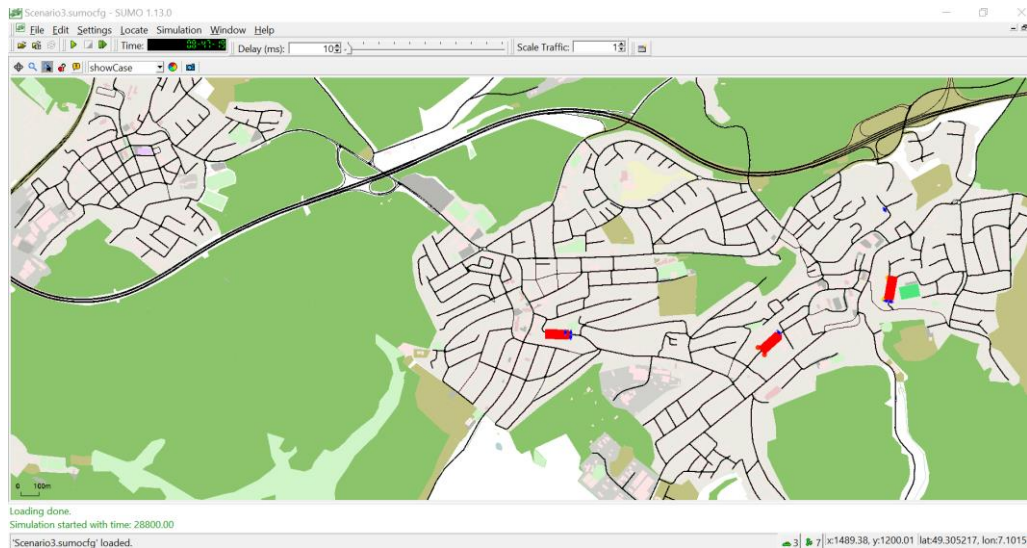 Scenario3.sumocfg - SUMO 1.13.0
File Edit Settings Locate Simulation Window Help
Time: Delay (ms): 10 Scale Traffic: 1
showCase
0 100m
Loading done.
Simulation started with time: 28800.00
'Scenario3.sumocfg' loaded. 3 7 x:1489.38, y:1200.01 lat:49.305217, lon:7.1015